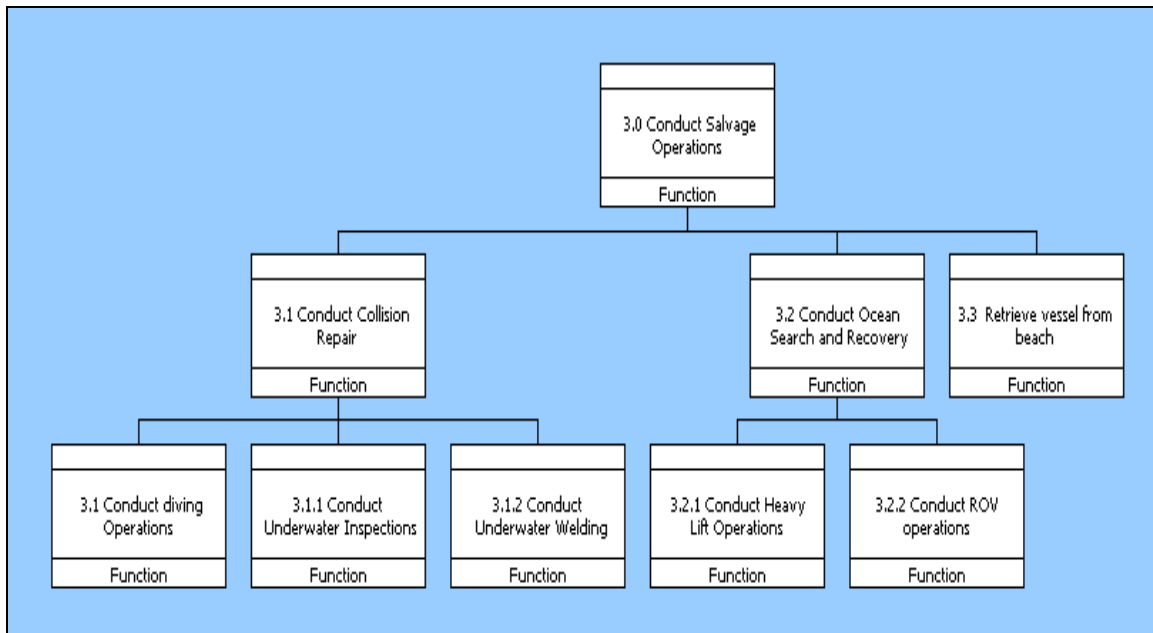 3.0 Conduct Salvage
Operations
Function
3.1 Conduct Collision
Repair
Function
3.2 Conduct Ocean
Search and Recovery
Function
3.3 Retrieve vessel from
beach
Function
3.1 Conduct diving
Operations
Function
3.1.1 Conduct
Underwater Inspections
Function
3.1.2 Conduct
Underwater Welding
Function
3.2.1 Conduct Heavy
Lift Operations
Function
3.2.2 Conduct ROV
operations
Function